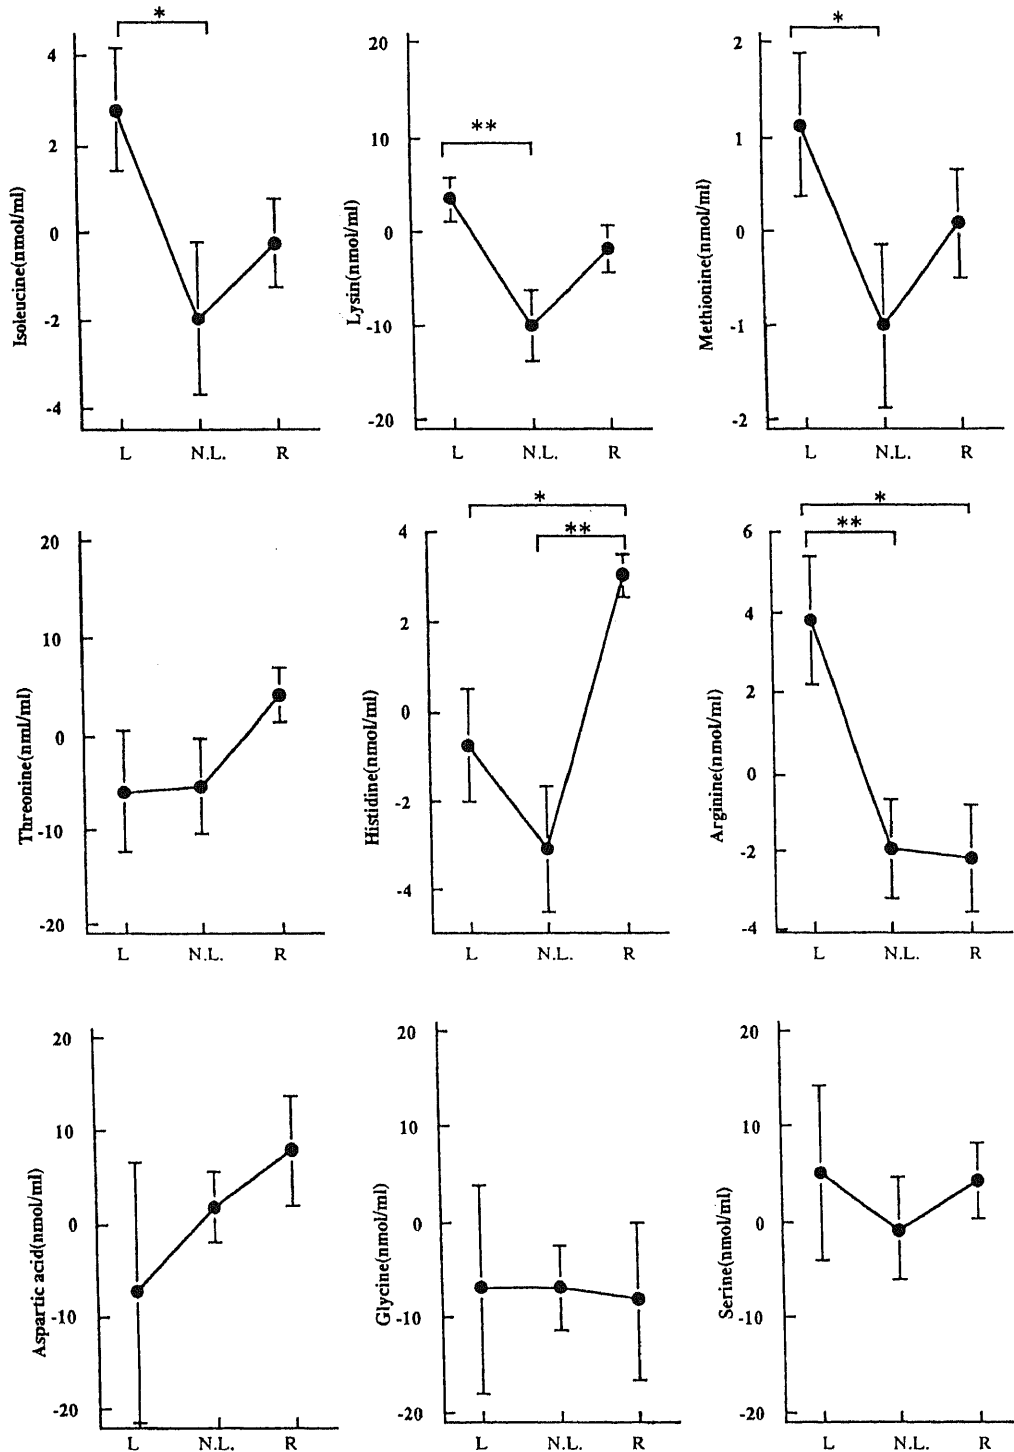 *
4
2
0
-2
-4
Isoleucine(nmol/ml)
L N.L. R
**
20
10
0
-10
-20
Lysin(nmol/ml)
L N.L. R
*
2
1
0
-1
-2
Methionine(nmol/ml)
L N.L. R
20
10
0
-10
-20
Threonine(nml/ml)
L N.L. R
*
**
4
2
0
-2
-4
Histidine(nmol/ml)
L N.L. R
*
**
6
4
2
0
-2
-4
Arginine(nmol/ml)
L N.L. R
20
10
0
-10
-20
Aspartic acid(nmol/ml)
L N.L. R
20
10
0
-10
-20
Glycine(nmol/ml)
L N.L. R
20
10
0
-10
-20
Serine(nmol/ml)
L N.L. R